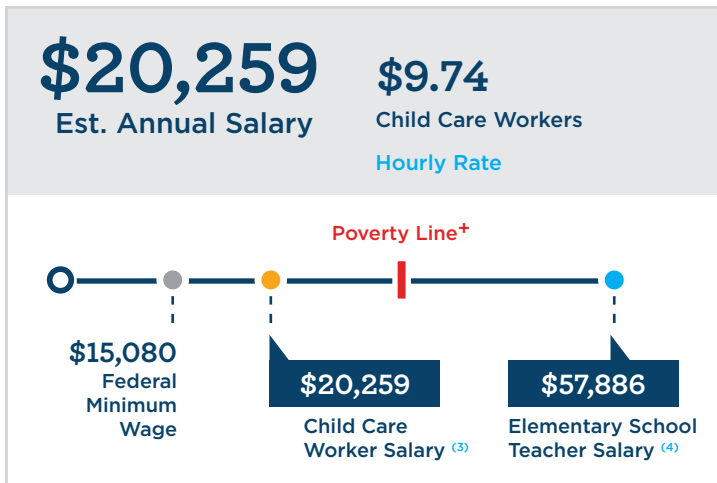 $20,259
Est. Annual Salary
$9.74
Child Care Workers
Hourly Rate
Poverty Line+
$15,080
Federal
Minimum
Wage
$20,259
Child Care
Worker Salary (3)
$57,886
Elementary School
Teacher Salary (4)